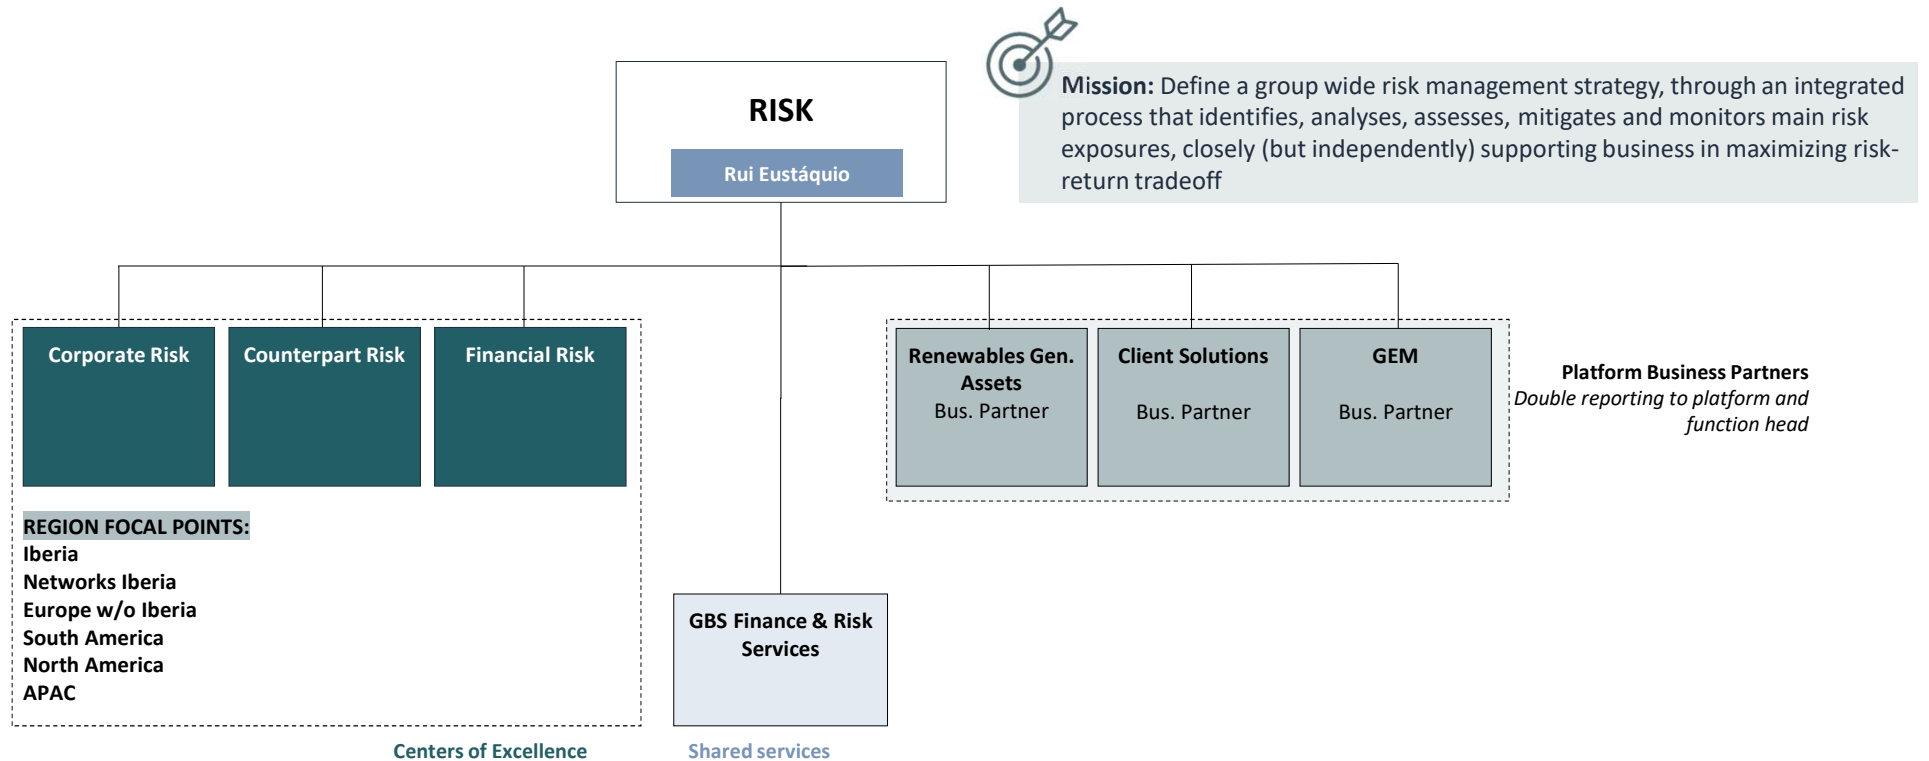 RISK
Rui Eustáquio
Mission: Define a group wide risk management strategy, through an integrated
process that identifies, analyses, assesses, mitigates and monitors main risk
exposures, closely (but independently) supporting business in maximizing risk-
return tradeoff
Corporate Risk
Counterpart Risk
Financial Risk
Renewables Gen.
Assets
Bus. Partner
Client Solutions
Bus. Partner
GEM
Bus. Partner
Platform Business Partners
Double reporting to platform and
function head
REGION FOCAL POINTS:
Iberia
Networks Iberia
Europe w/o Iberia
South America
North America
APAC
GBS Finance & Risk
Services
Centers of Excellence
Shared services